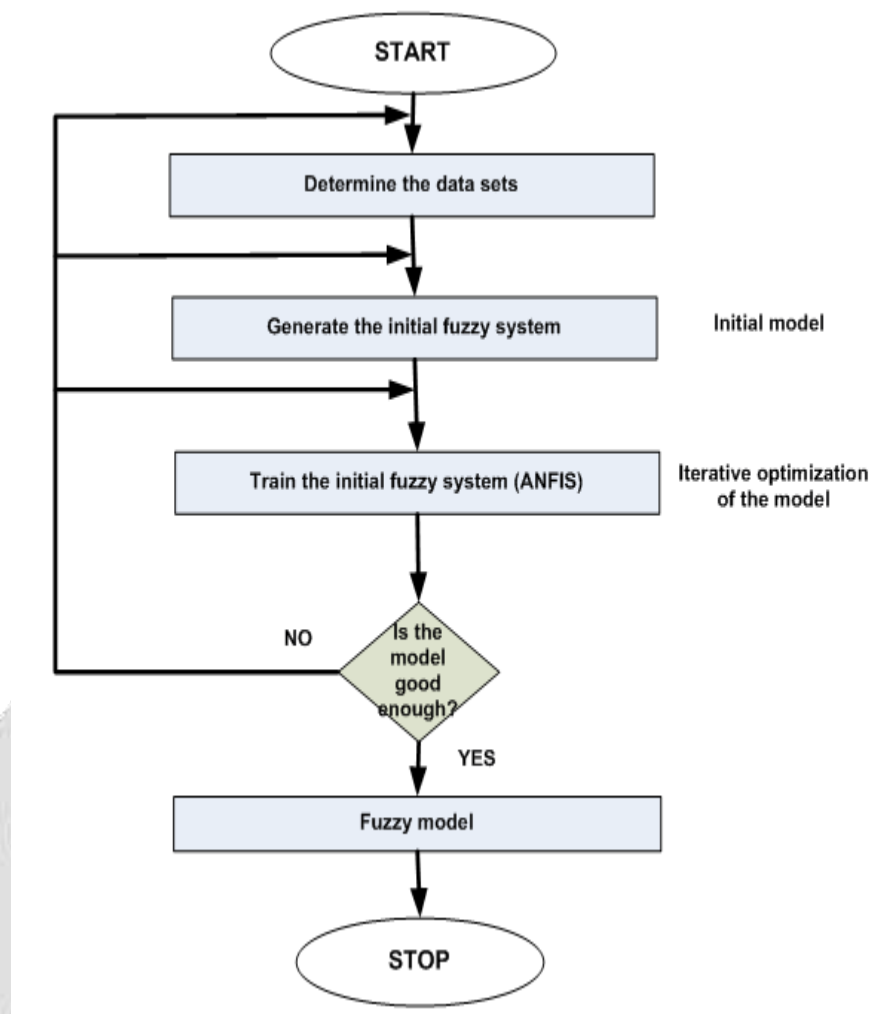 START
Determine the data sets
Generate the initial fuzzy system
Initial model
Train the initial fuzzy system (ANFIS)
Iterative optimization
of the model
Is the
model
good
enough?
NO
YES
Fuzzy model
STOP